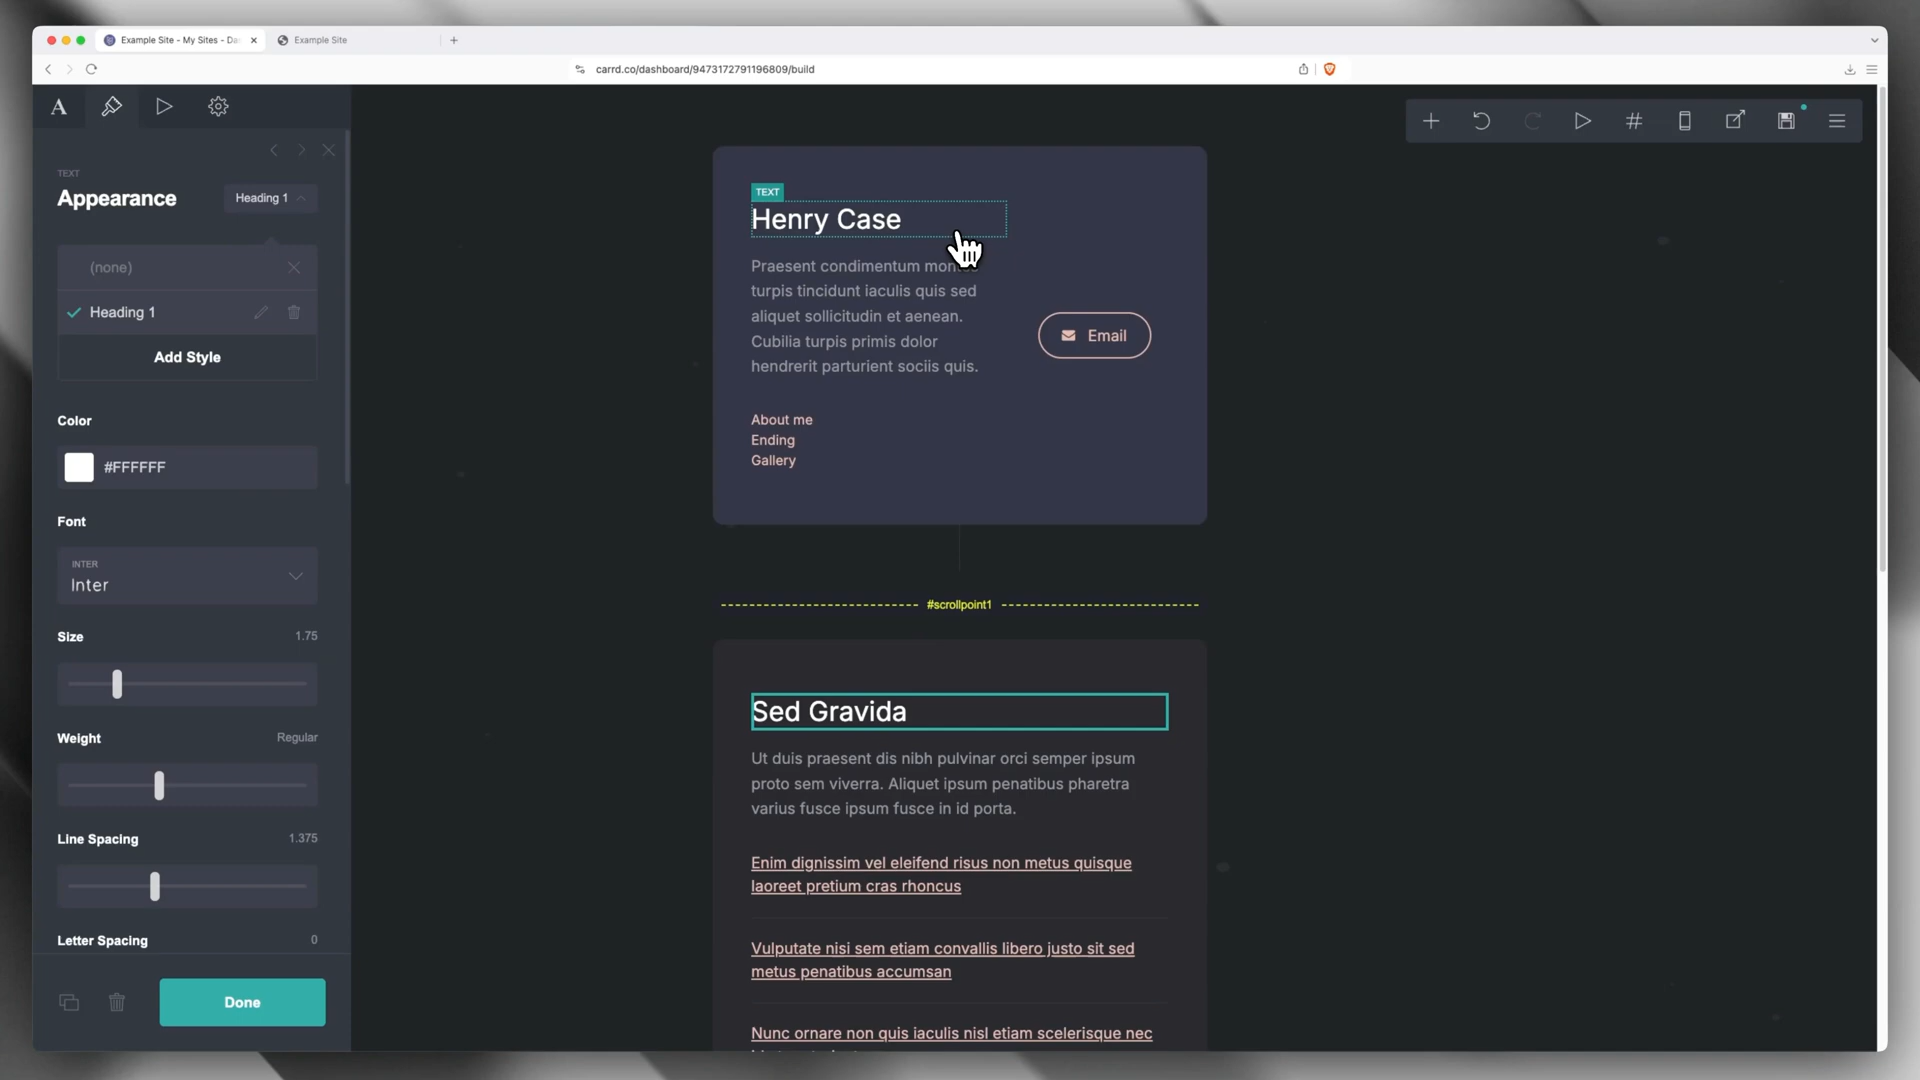 Example Site - My Sites - Da
Example Site
carrd.co/dashboard/9473172791196809/build
TEXT
Appearance
Heading 1
(none)
Heading 1
Add Style
Color
#FFFFFF
Font
INTER
Inter
Size
1.75
Weight
Regular
Line Spacing
1.375
Letter Spacing
0
Done
TEXT
Henry Case
Praesent condimentum
turpis tincidunt iaculis quis sed
aliquet sollicitudin et aenean.
Cubilia turpis primis dolor
hendrerit parturient sociis quis.
Email
About me
Ending
Gallery
#scrollpoint1
Sed Gravida
Ut duis praesent dis nibh pulvinar orci semper ipsum
proto sem viverra. Aliquet ipsum penatibus pharetra
varius fusce ipsum fusce in id porta.
Enim dignissim vel eleifend risus non metus quisque
laoreet pretium cras rhoncus
Vulputate nisi sem etiam convallis libero justo sit sed
metus penatibus accumsan
Nunc ornare non quis iaculis nisl etiam scelerisque nec